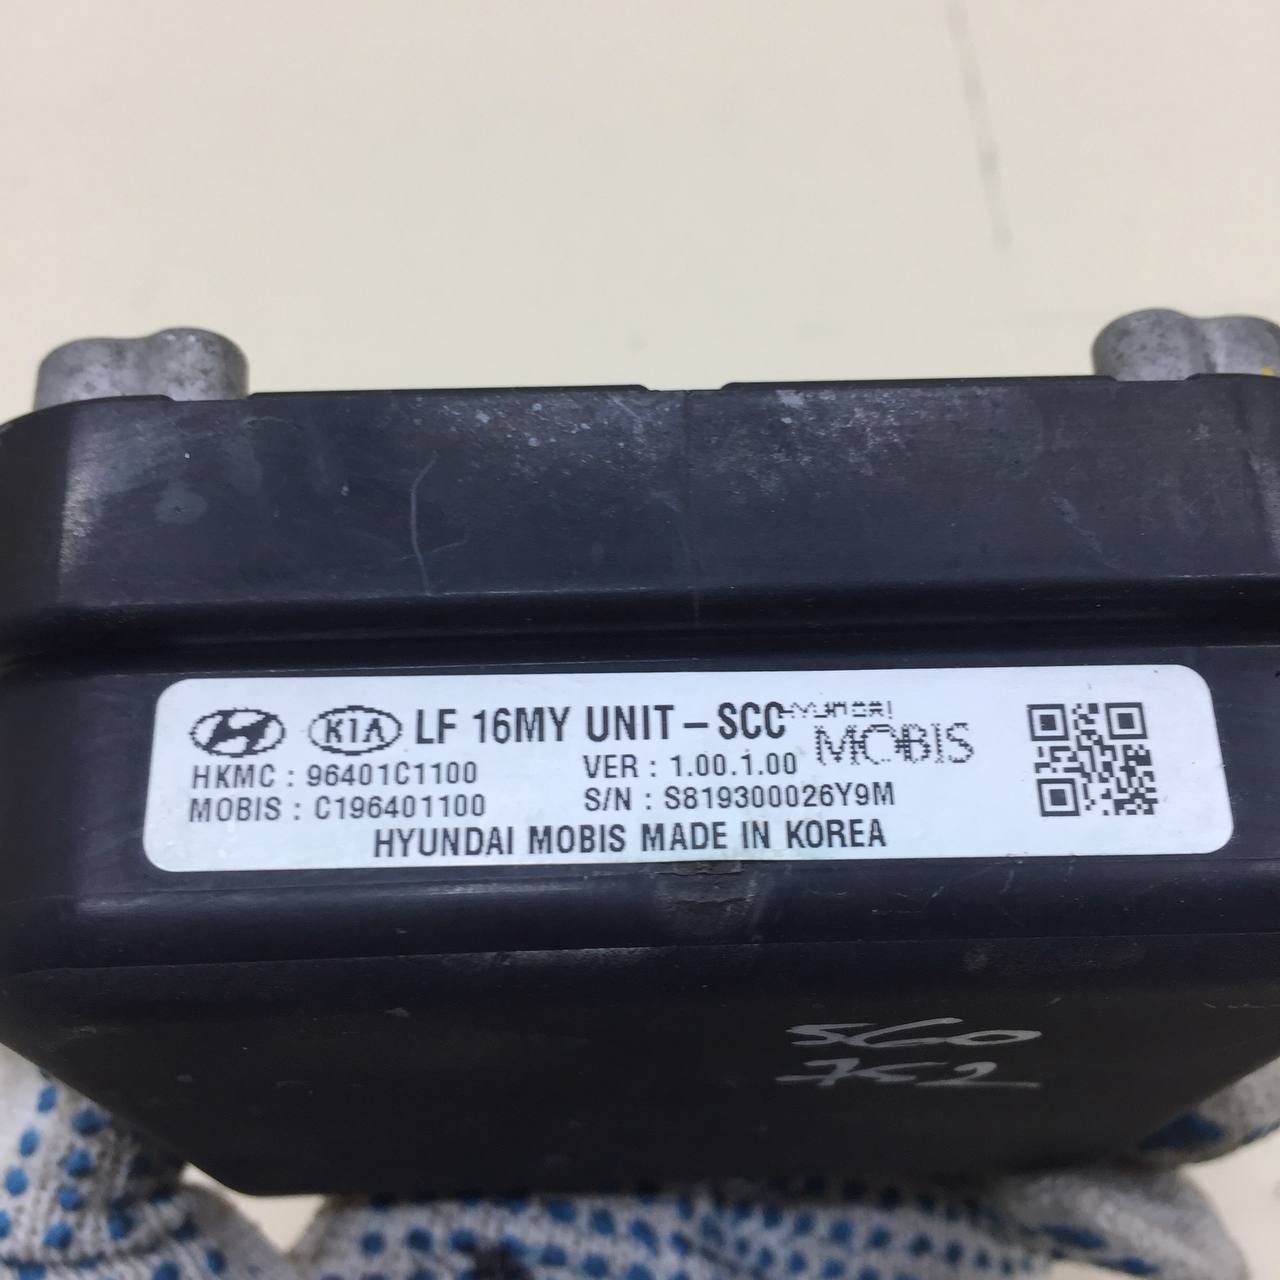 KIA LF 16MY UNIT-SCC HYUNDAI MOBIS
HKMC : 96401C1100 VER : 1.00.1.00
MOBIS : C196401100 S/N : S819300026Y9M
HYUNDAI MOBIS MADE IN KOREA